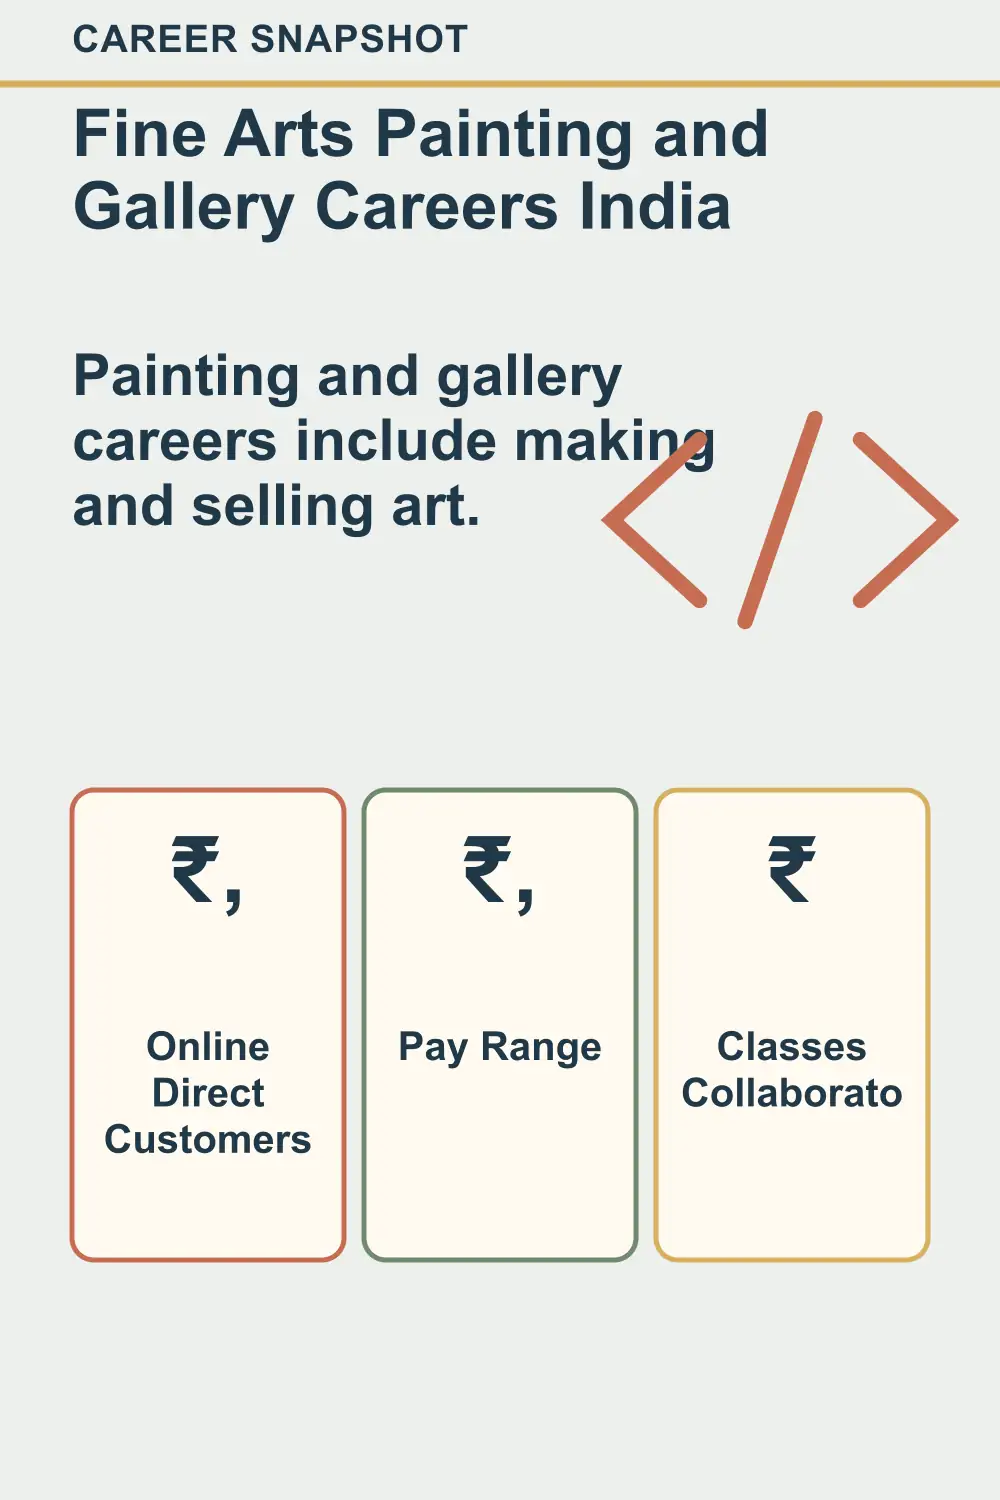 CAREER SNAPSHOT
Fine Arts Painting and
Gallery Careers India
Painting and gallery
careers include making
and selling art.
₹,
Online
Direct
Customers
₹,
Pay Range
₹
Classes
Collaborato